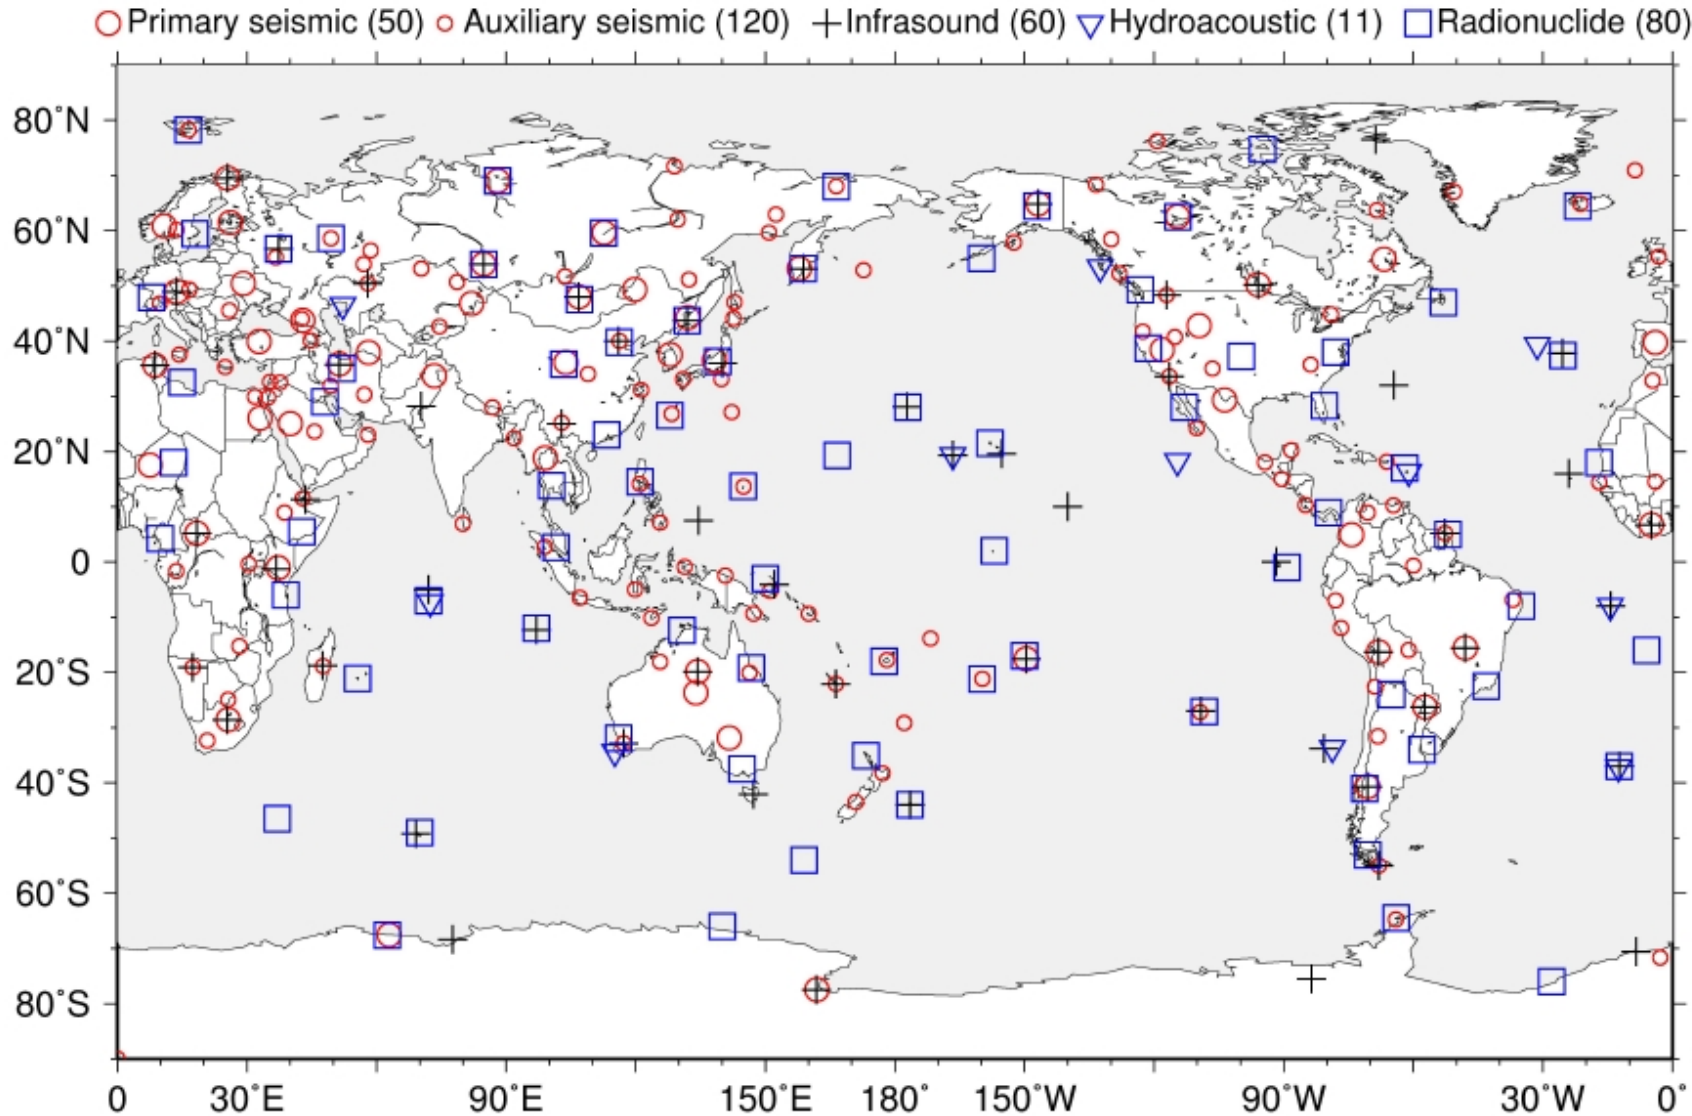 Primary seismic (50) Auxiliary seismic (120) Infrasound (60) Hydroacoustic (11) Radionuclide (80)
80°N
60°N
40°N
20°N
0
20°S
40°S
60°S
80°S
0 30°E 90°E 150°E 180° 150°W 90°W 30°W 0°